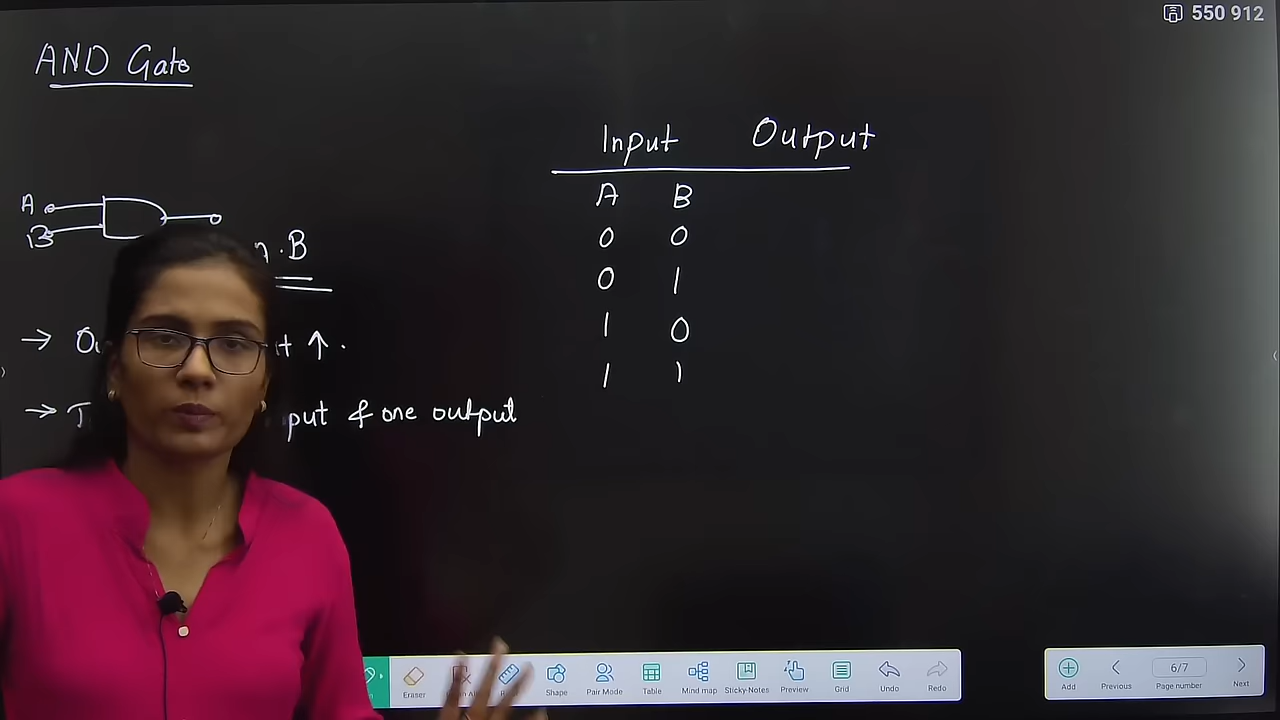 550 912
AND Gate
Input Output
A B
A
B
.B
0 0
0 1
1 0
1 1
→ ↑.
→ put & one output
Eraser Shape Pair Mode Table Mind map Sticky-Notes Preview Grid Undo Redo
Add Previous 6/7 Page number Next